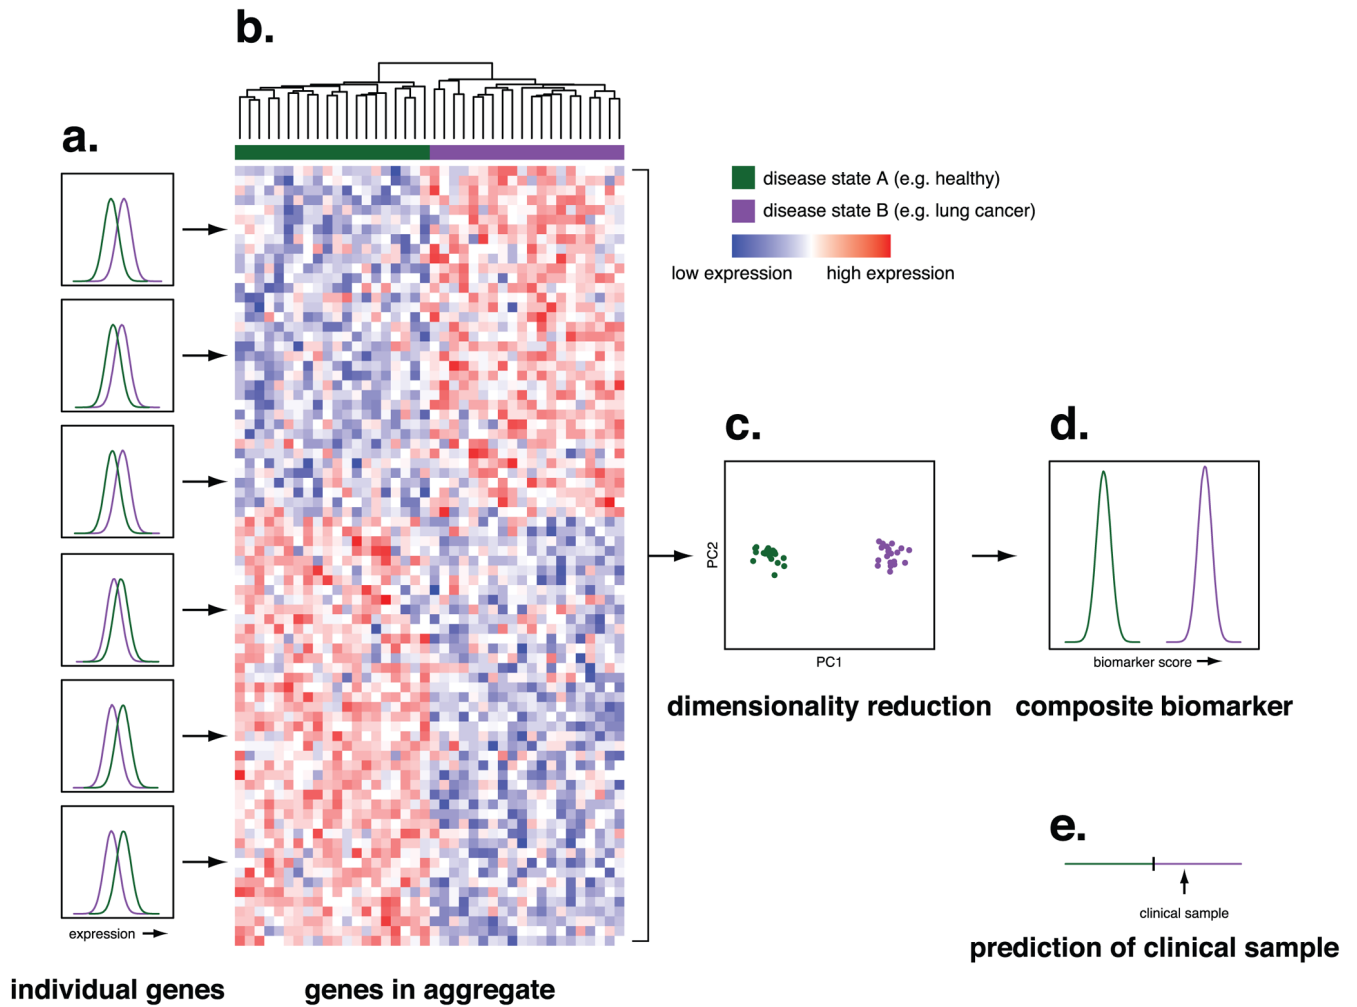 b.
a.
disease state A (e.g. healthy)
disease state B (e.g. lung cancer)
low expression high expression
c.
d.
PC2
PC1
biomarker score
dimensionality reduction
composite biomarker
e.
clinical sample
prediction of clinical sample
expression
individual genes
genes in aggregate